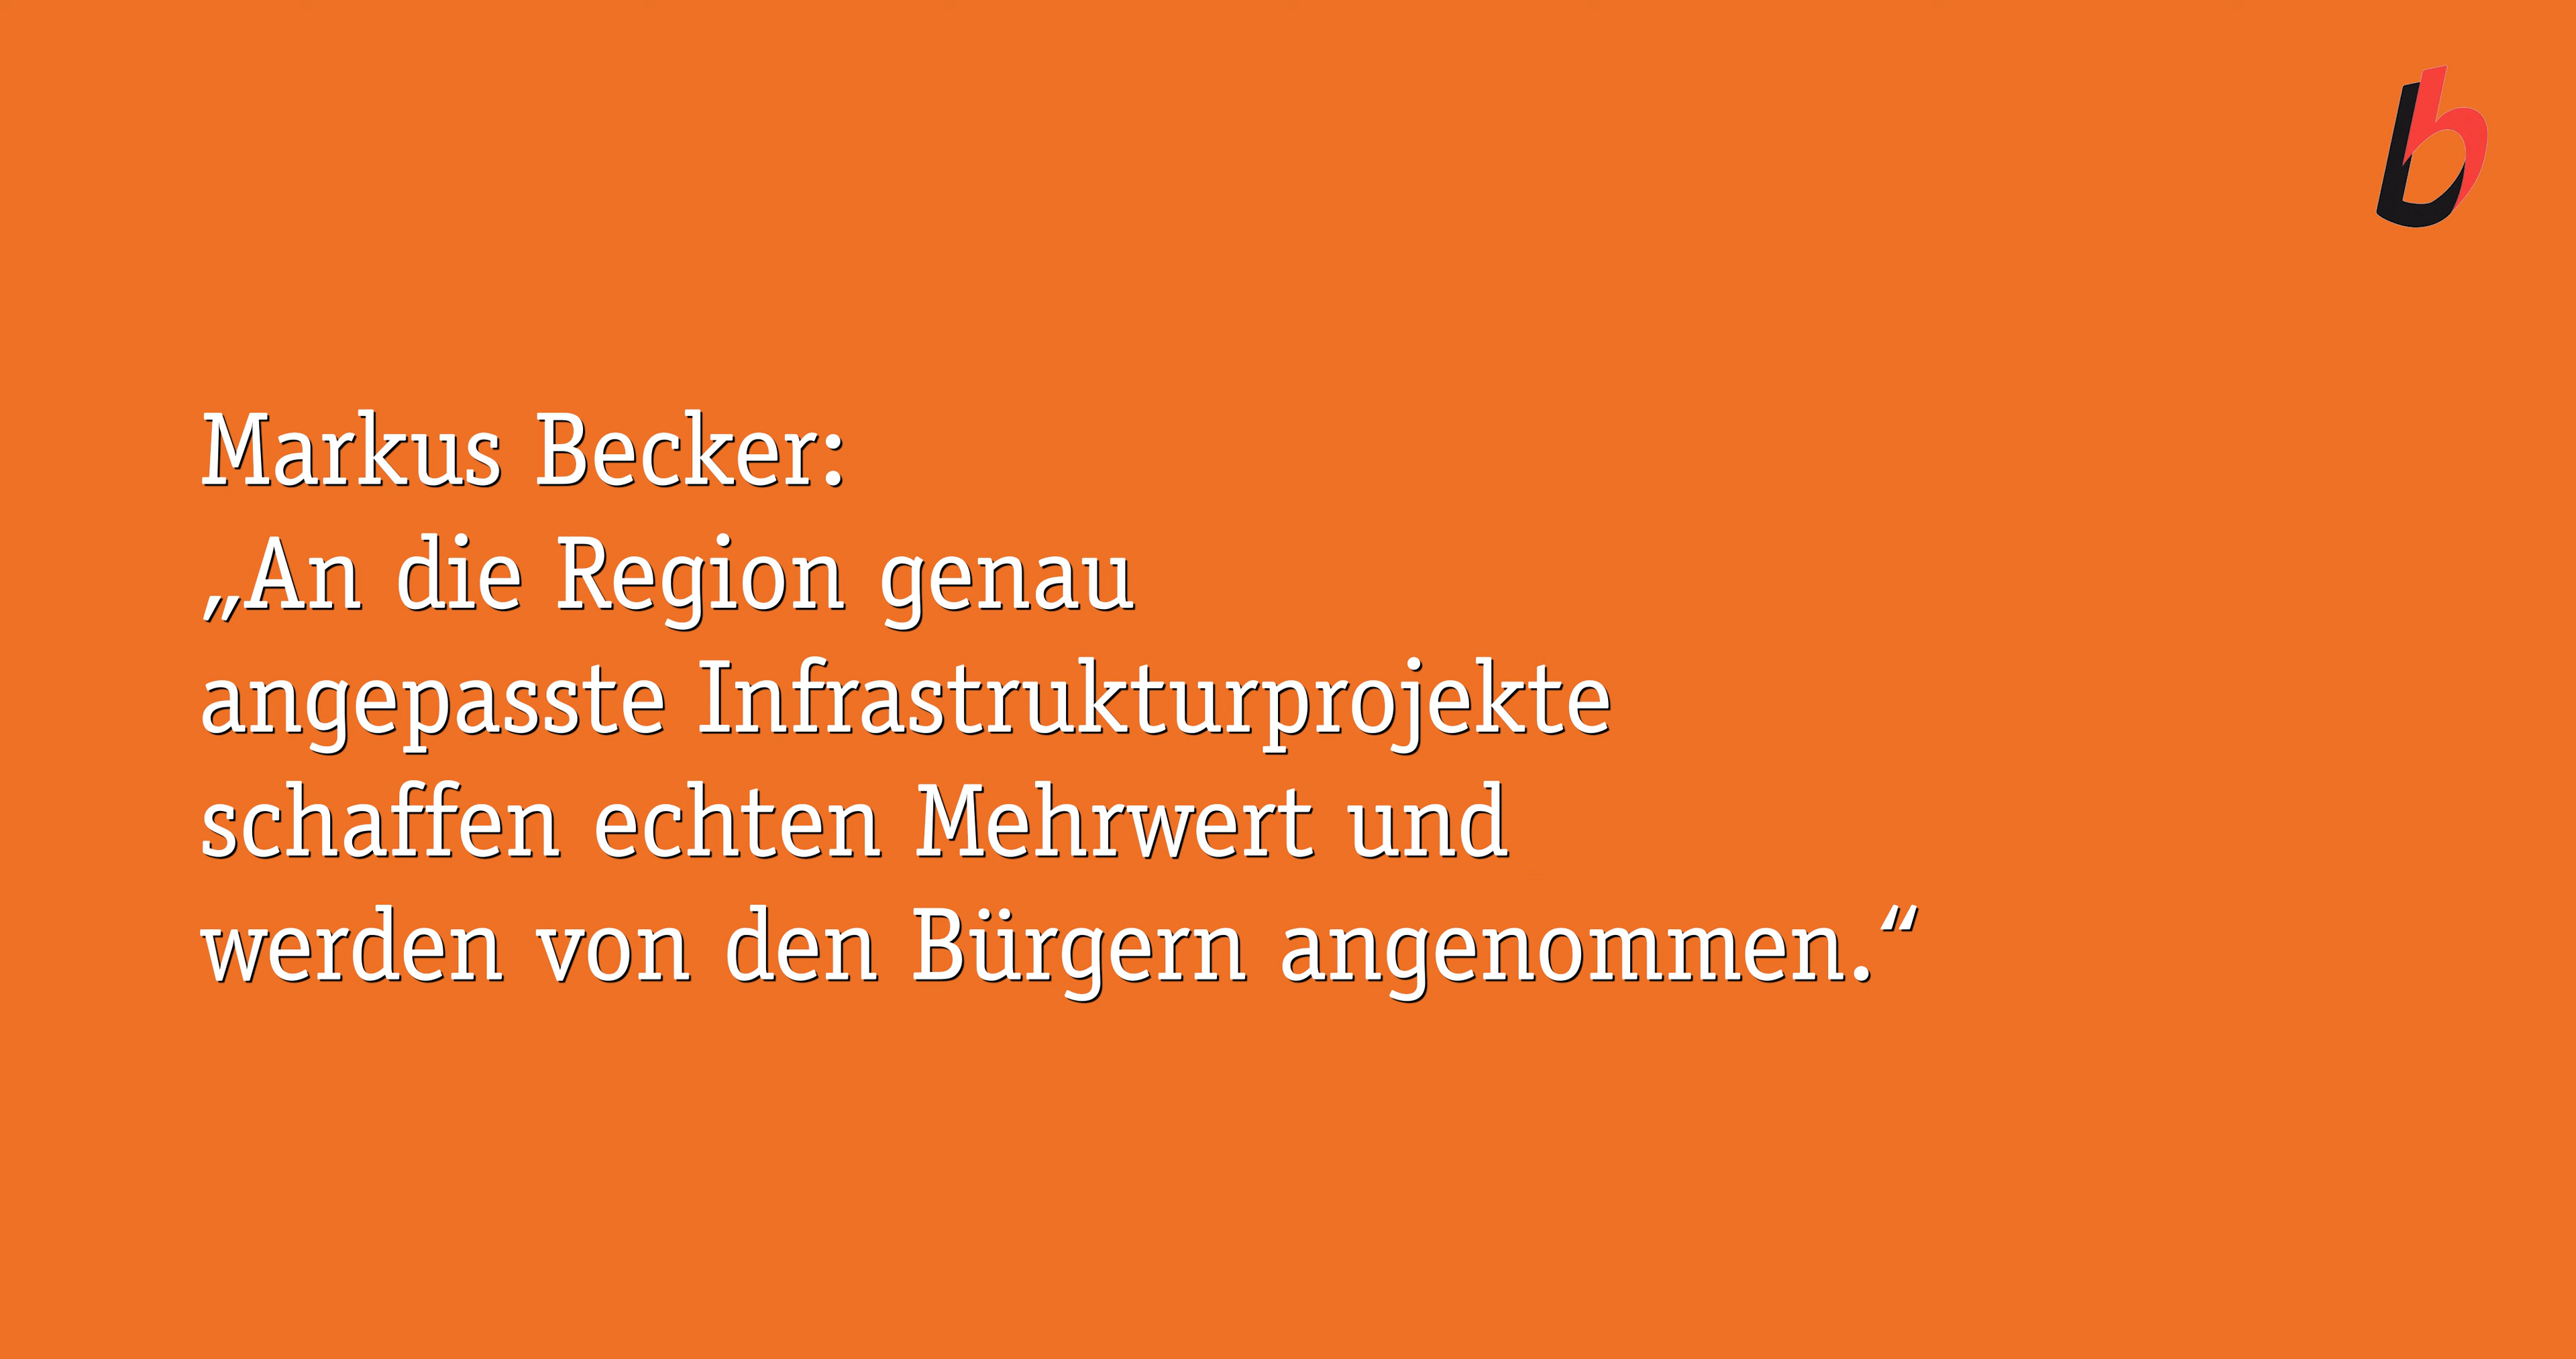 b
Markus Becker:
„An die Region genau
angepasste Infrastrukturprojekte
schaffen echten Mehrwert und
werden von den Bürgern angenommen.“